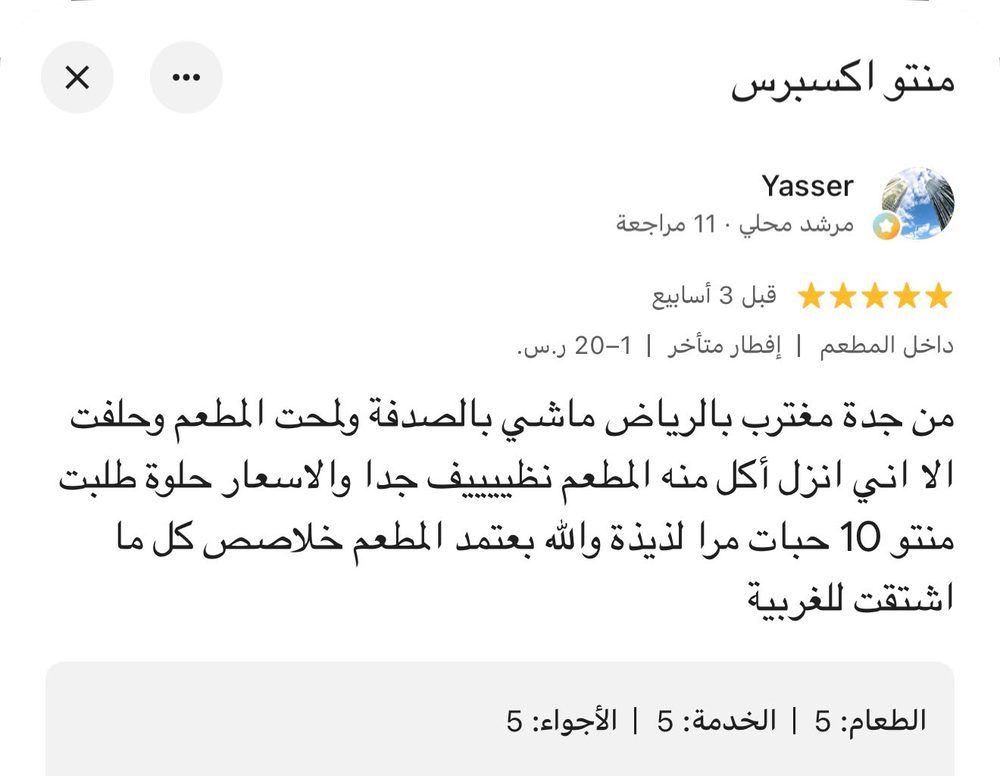 منتو اكسبرس
Yasser
مرشد محلي · 11 مراجعة
قبل 3 أسابيع
داخل المطعم | إفطار متأخر | 1–20 ر.س.
من جدة مغترب بالرياض ماشي بالصدفة ولمحت المطعم وحلفت
الا اني انزل أكل منه المطعم نظييييف جدا والاسعار حلوة طلبت
منتو 10 حبات مرا لذيذة والله بعتمد المطعم خلاصص كل ما
اشتقت للغربية
الطعام: 5 | الخدمة: 5 | الأجواء: 5